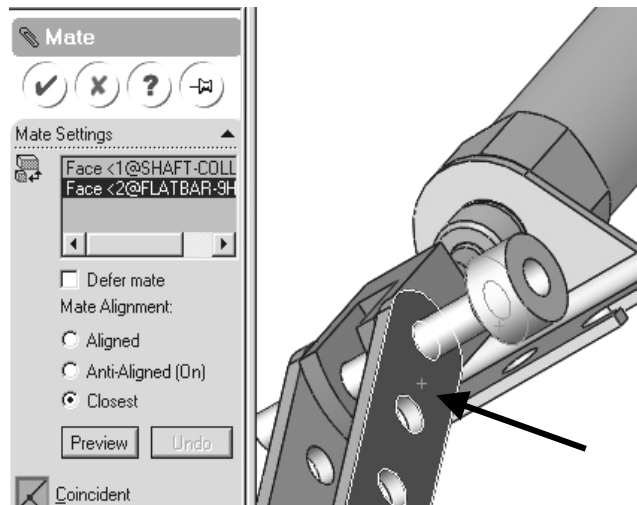 Mate
?
Mate Settings
Face <1@SHAFT-COLL
Face <2@FLATBAR-9H
Defer mate
Mate Alignment:
Aligned
Anti-Aligned (On)
Closest
Preview Undo
Coincident